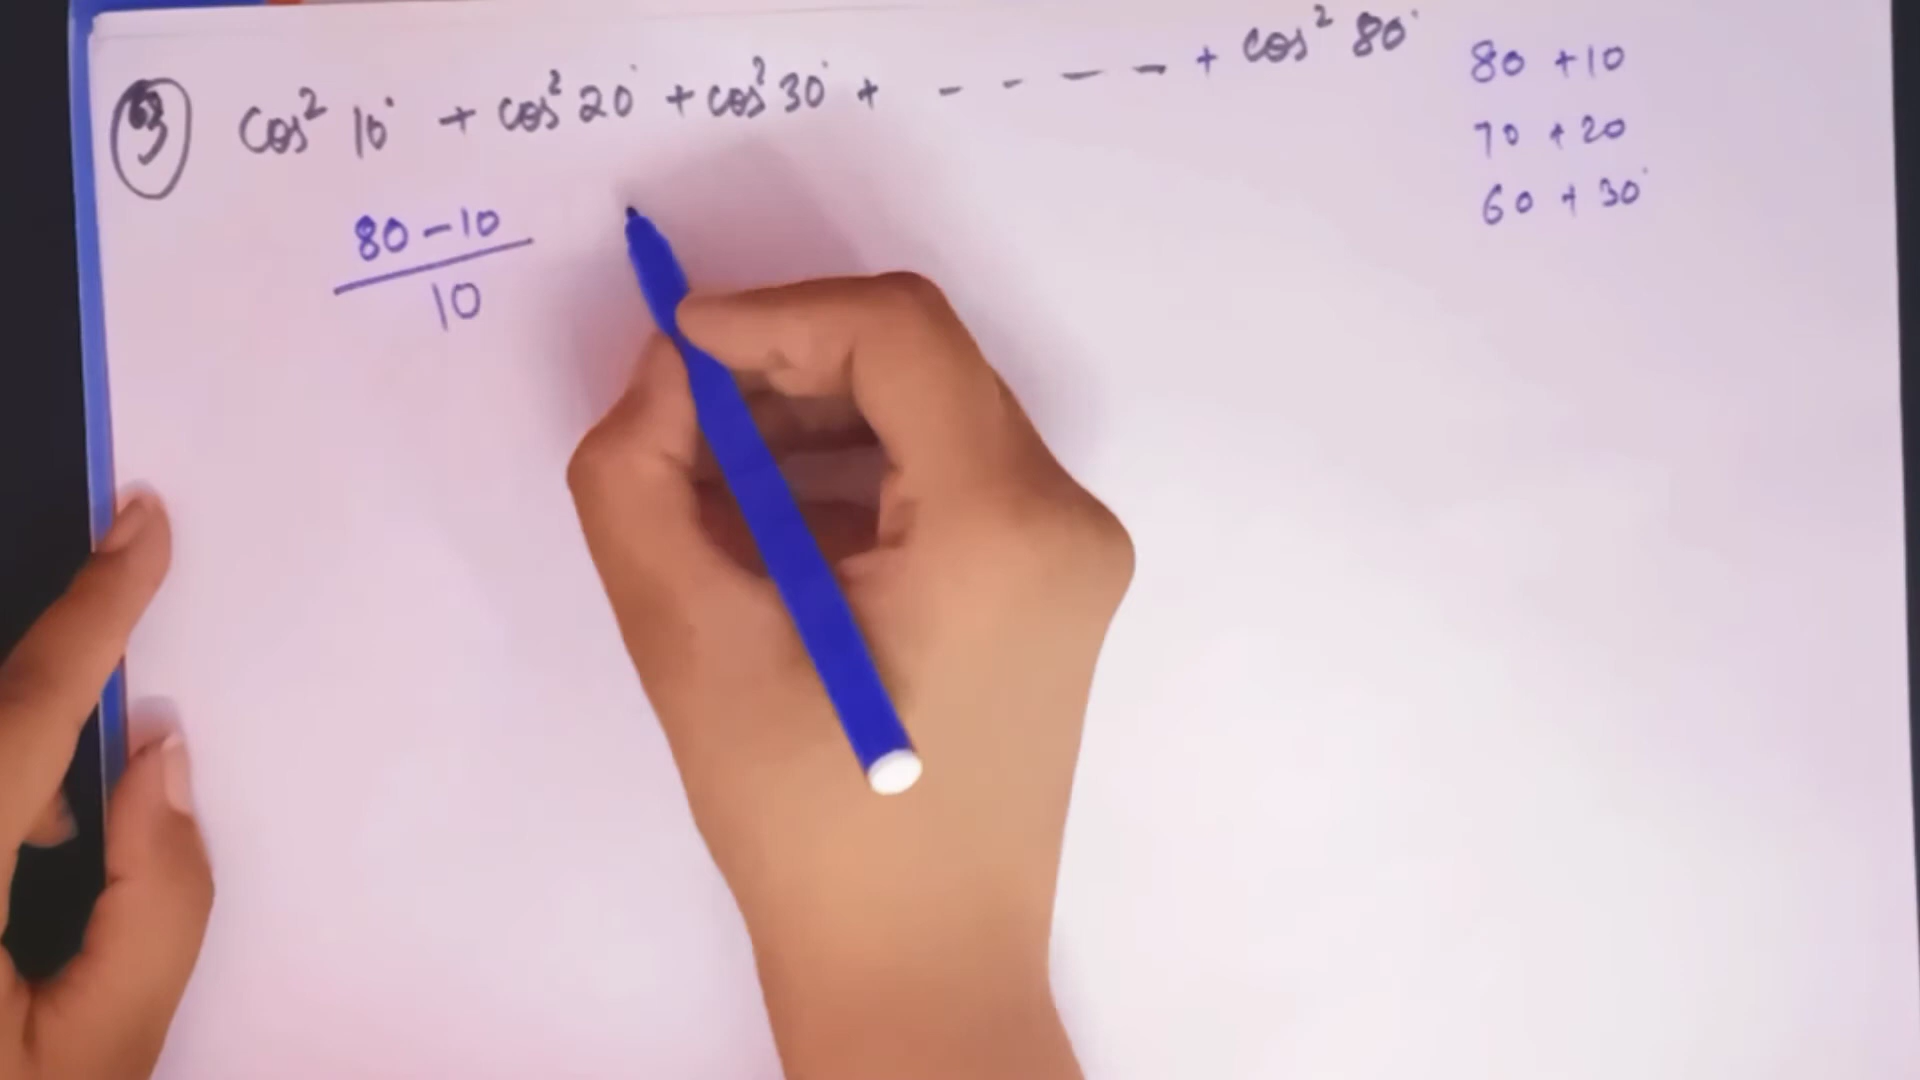 ③ cos² 10° + cos² 20° + cos² 30° + - - - - + cos² 80°
80 - 10
10
80 + 10
70 + 20
60 + 30°